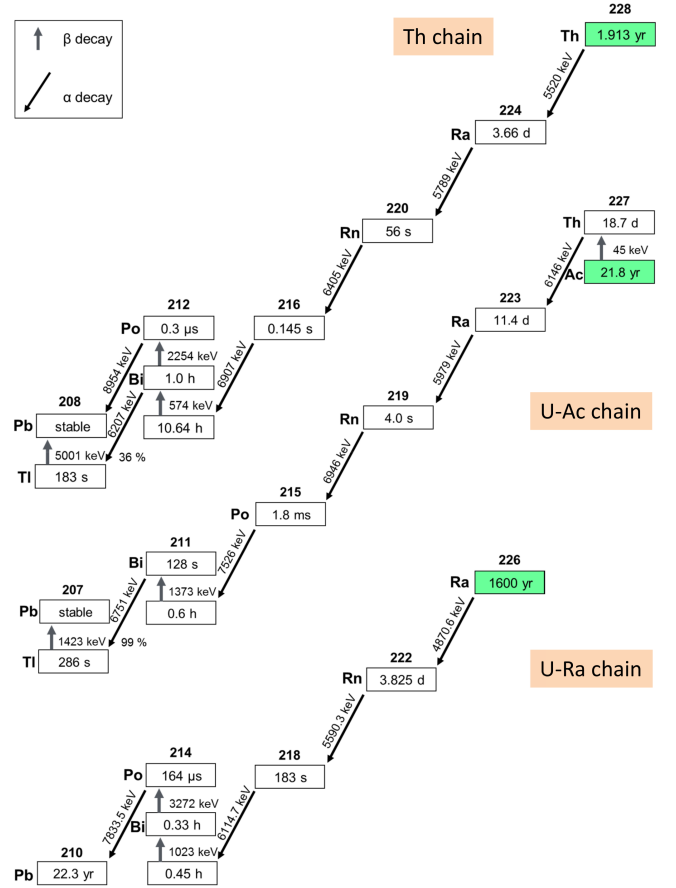 β decay
α decay
Th chain
228
Th
1.913 yr
5520 keV
224
Ra
3.66 d
5789 keV
220
Rn
56 s
6405 keV
216
0.145 s
6907 keV
212
Po
0.3 µs
2254 keV
8954 keV
Bi
1.0 h
574 keV
10.64 h
6207 keV
36 %
208
Pb
stable
5001 keV
Tl
183 s
227
Th
18.7 d
45 keV
Ac
21.8 yr
6146 keV
223
Ra
11.4 d
5979 keV
U-Ac chain
219
Rn
4.0 s
6946 keV
215
Po
1.8 ms
7526 keV
211
Bi
128 s
1373 keV
0.6 h
6751 keV
99 %
207
Pb
stable
1423 keV
Tl
286 s
226
Ra
1600 yr
4870.6 keV
U-Ra chain
222
Rn
3.825 d
5590.3 keV
218
183 s
6114.7 keV
214
Po
164 µs
3272 keV
7833.5 keV
Bi
0.33 h
1023 keV
0.45 h
210
Pb
22.3 yr